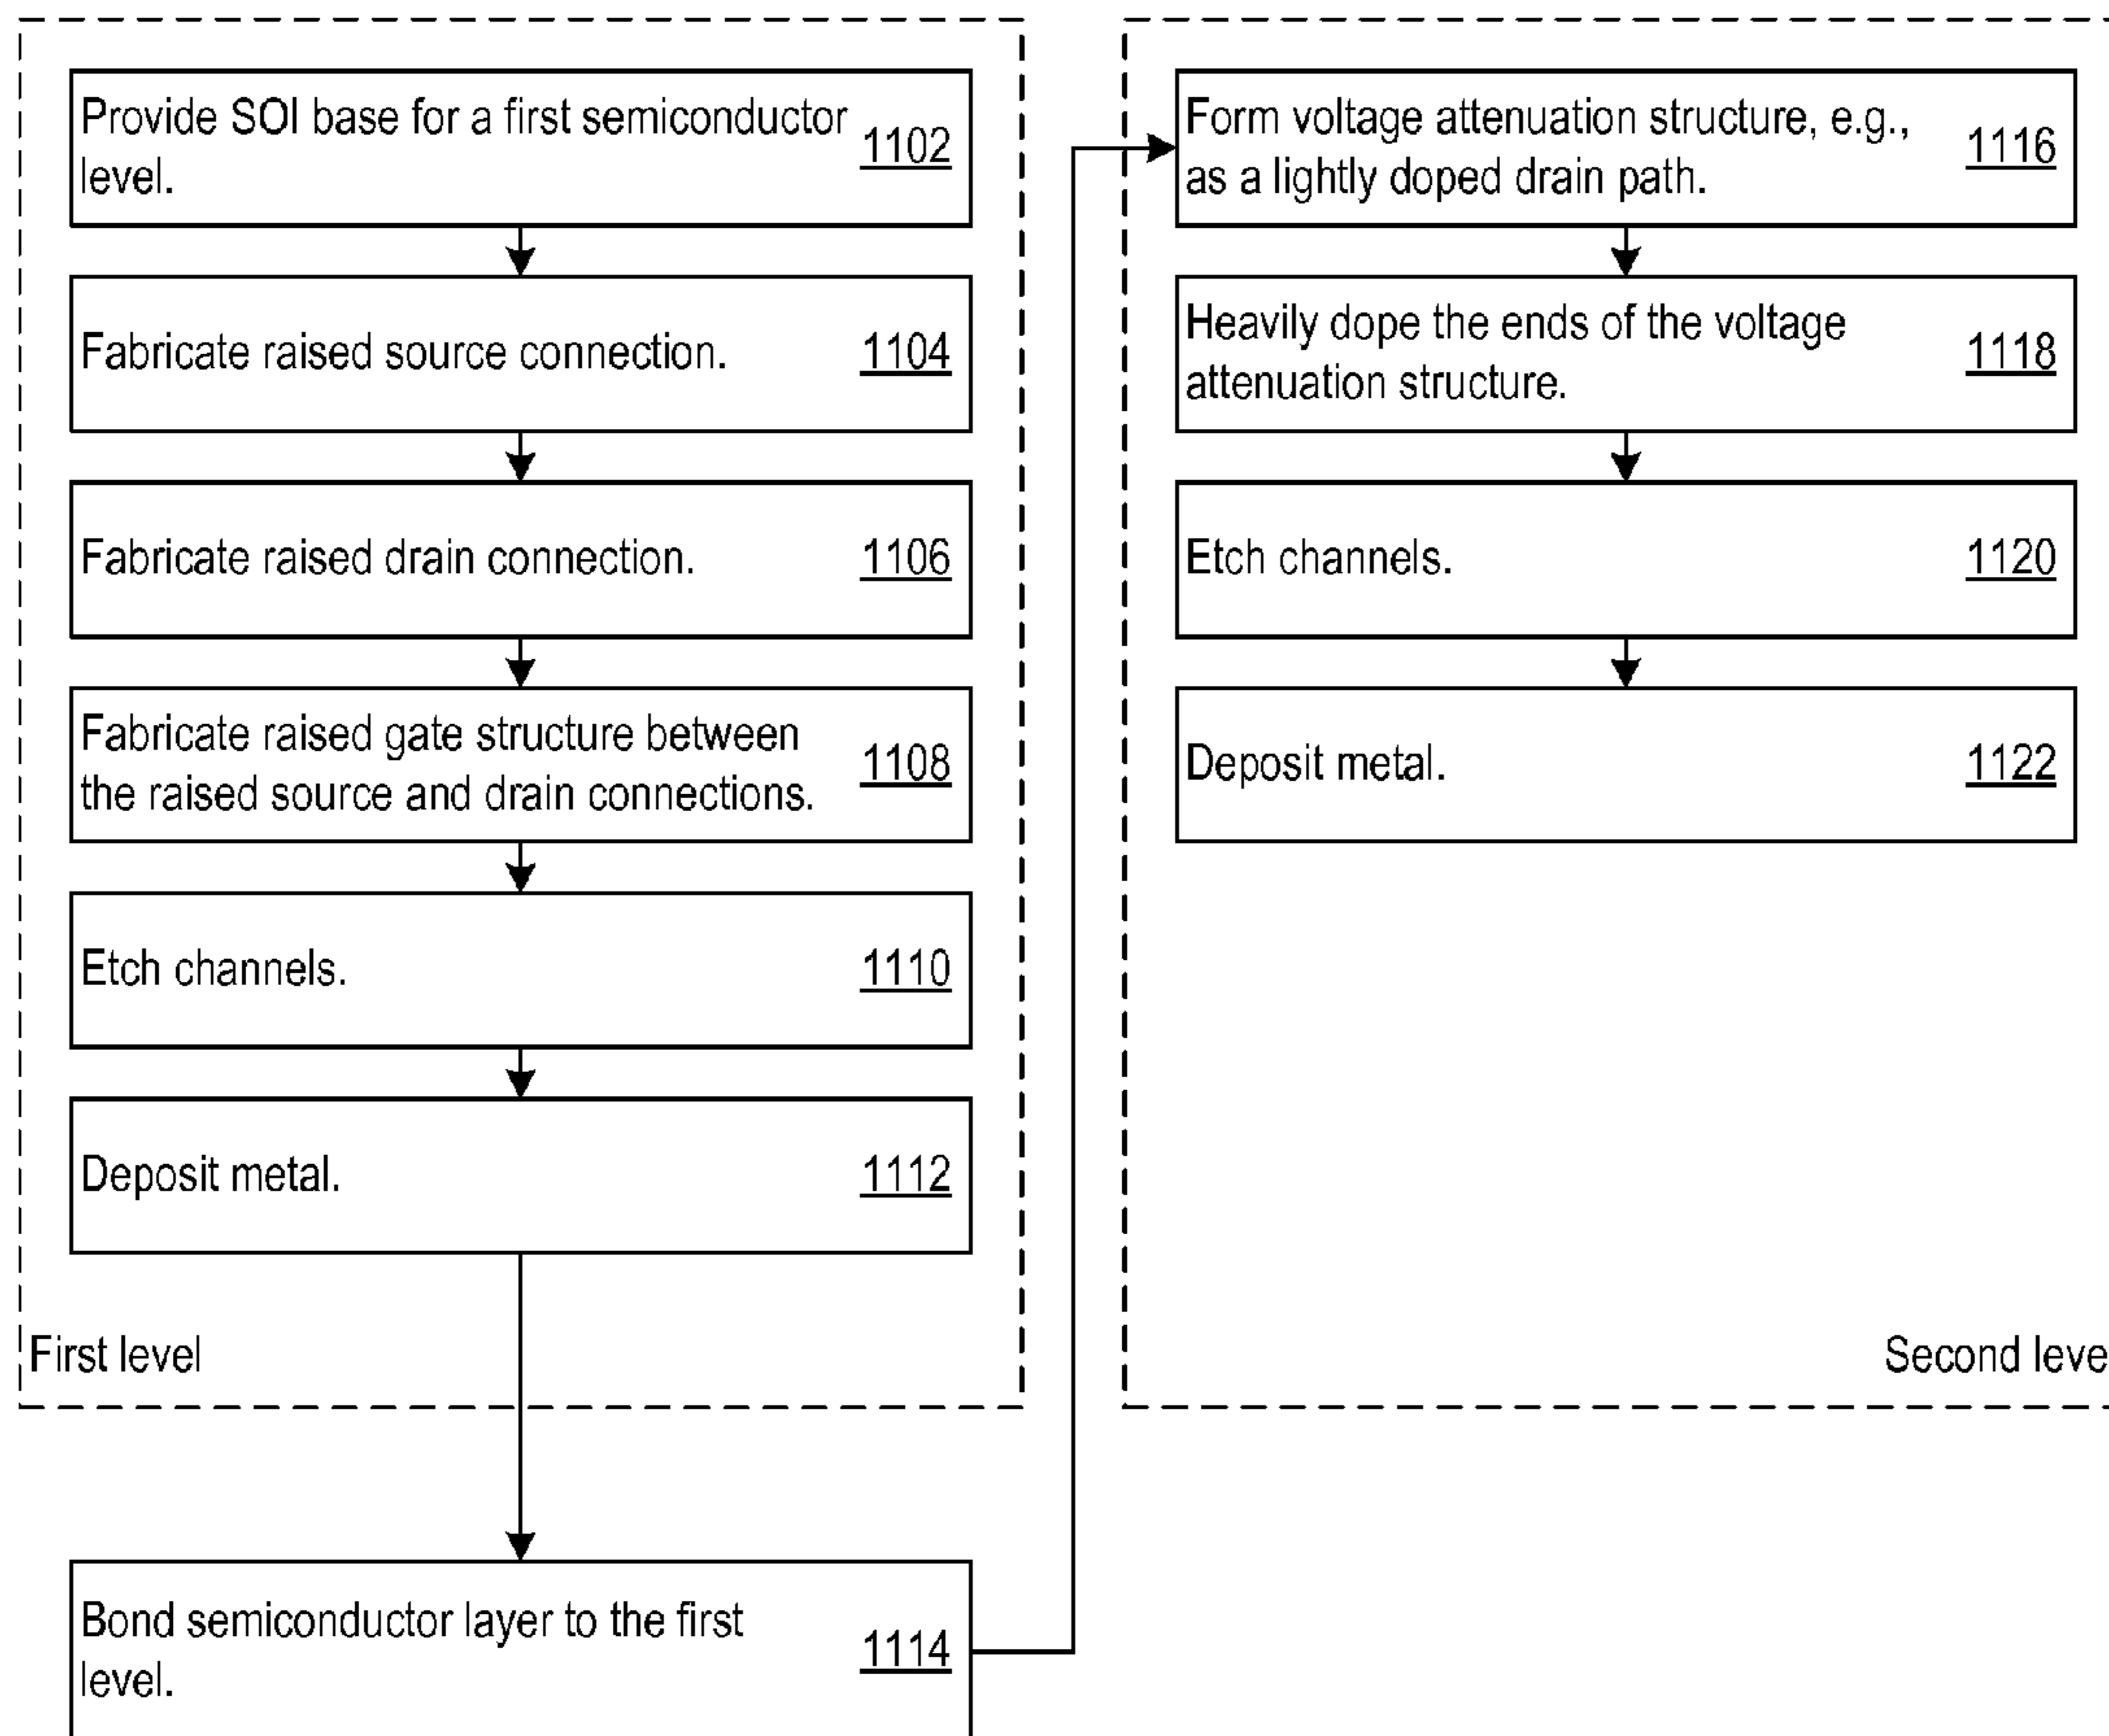 Provide SOI base for a first semiconductor
level.
1102
Fabricate raised source connection. 1104
Fabricate raised drain connection. 1106
Fabricate raised gate structure between
the raised source and drain connections.
1108
Etch channels. 1110
Deposit metal. 1112
First level
Bond semiconductor layer to the first
level.
1114
Form voltage attenuation structure, e.g.,
as a lightly doped drain path.
1116
Heavily dope the ends of the voltage
attenuation structure.
1118
Etch channels. 1120
Deposit metal. 1122
Second leve